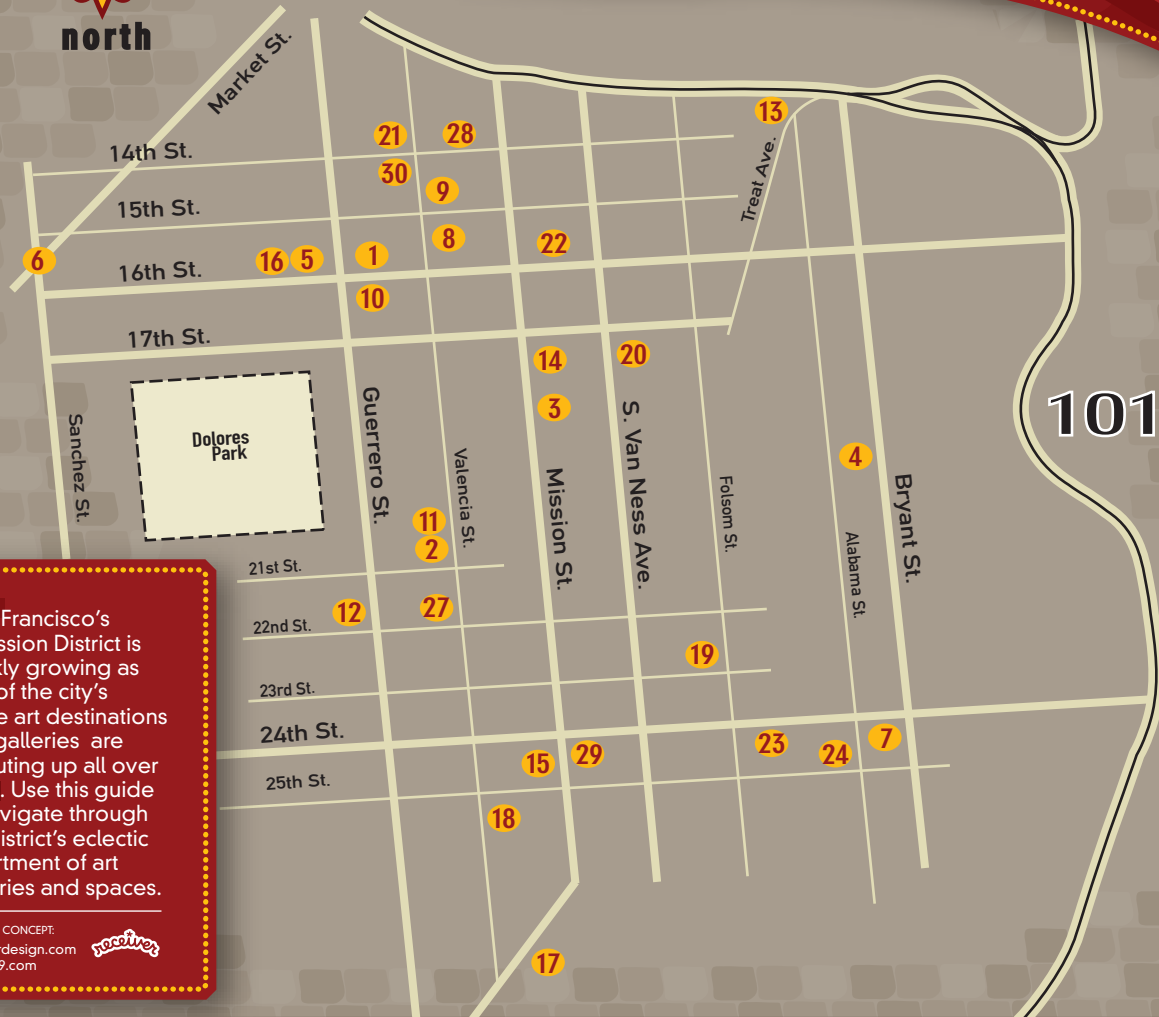 north
Market St.
14th St.
15th St.
16th St.
17th St.
Treat Ave.
21
28
30
9
13
6
16
5
1
8
22
10
14
20
3
4
101
Dolores
Park
Sanchez St.
Guerrero St.
Valencia St.
Mission St.
S. Van Ness Ave.
Folsom St.
Alabama St.
Bryant St.
11
2
21st St.
12
27
22nd St.
19
23rd St.
24th St.
15
29
23
24
7
25th St.
18
17
Francisco's
ssion District is
kly growing as
of the city's
e art destinations
galleries are
uting up all over
. Use this guide
vigate through
istrict's eclectic
rtment of art
ries and spaces.
CONCEPT:
rdesign.com
9.com
receiver